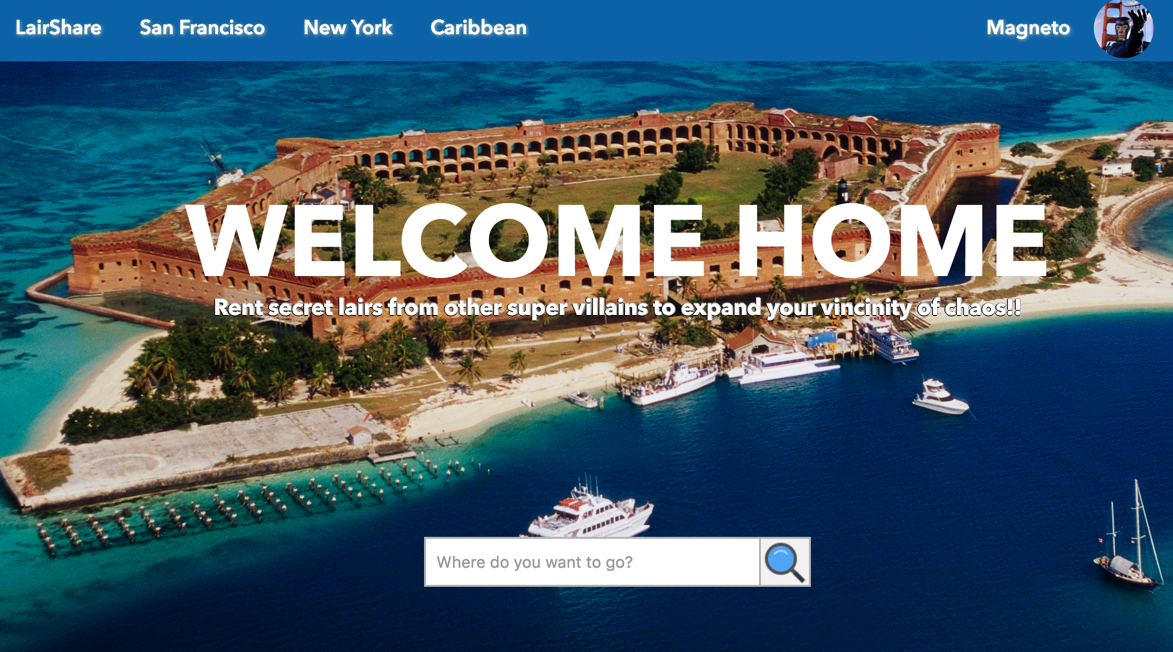 LairShare San Francisco New York Caribbean Magneto
WELCOME HOME
Rent secret lairs from other super villains to expand your vincinity of chaos!!
Where do you want to go?